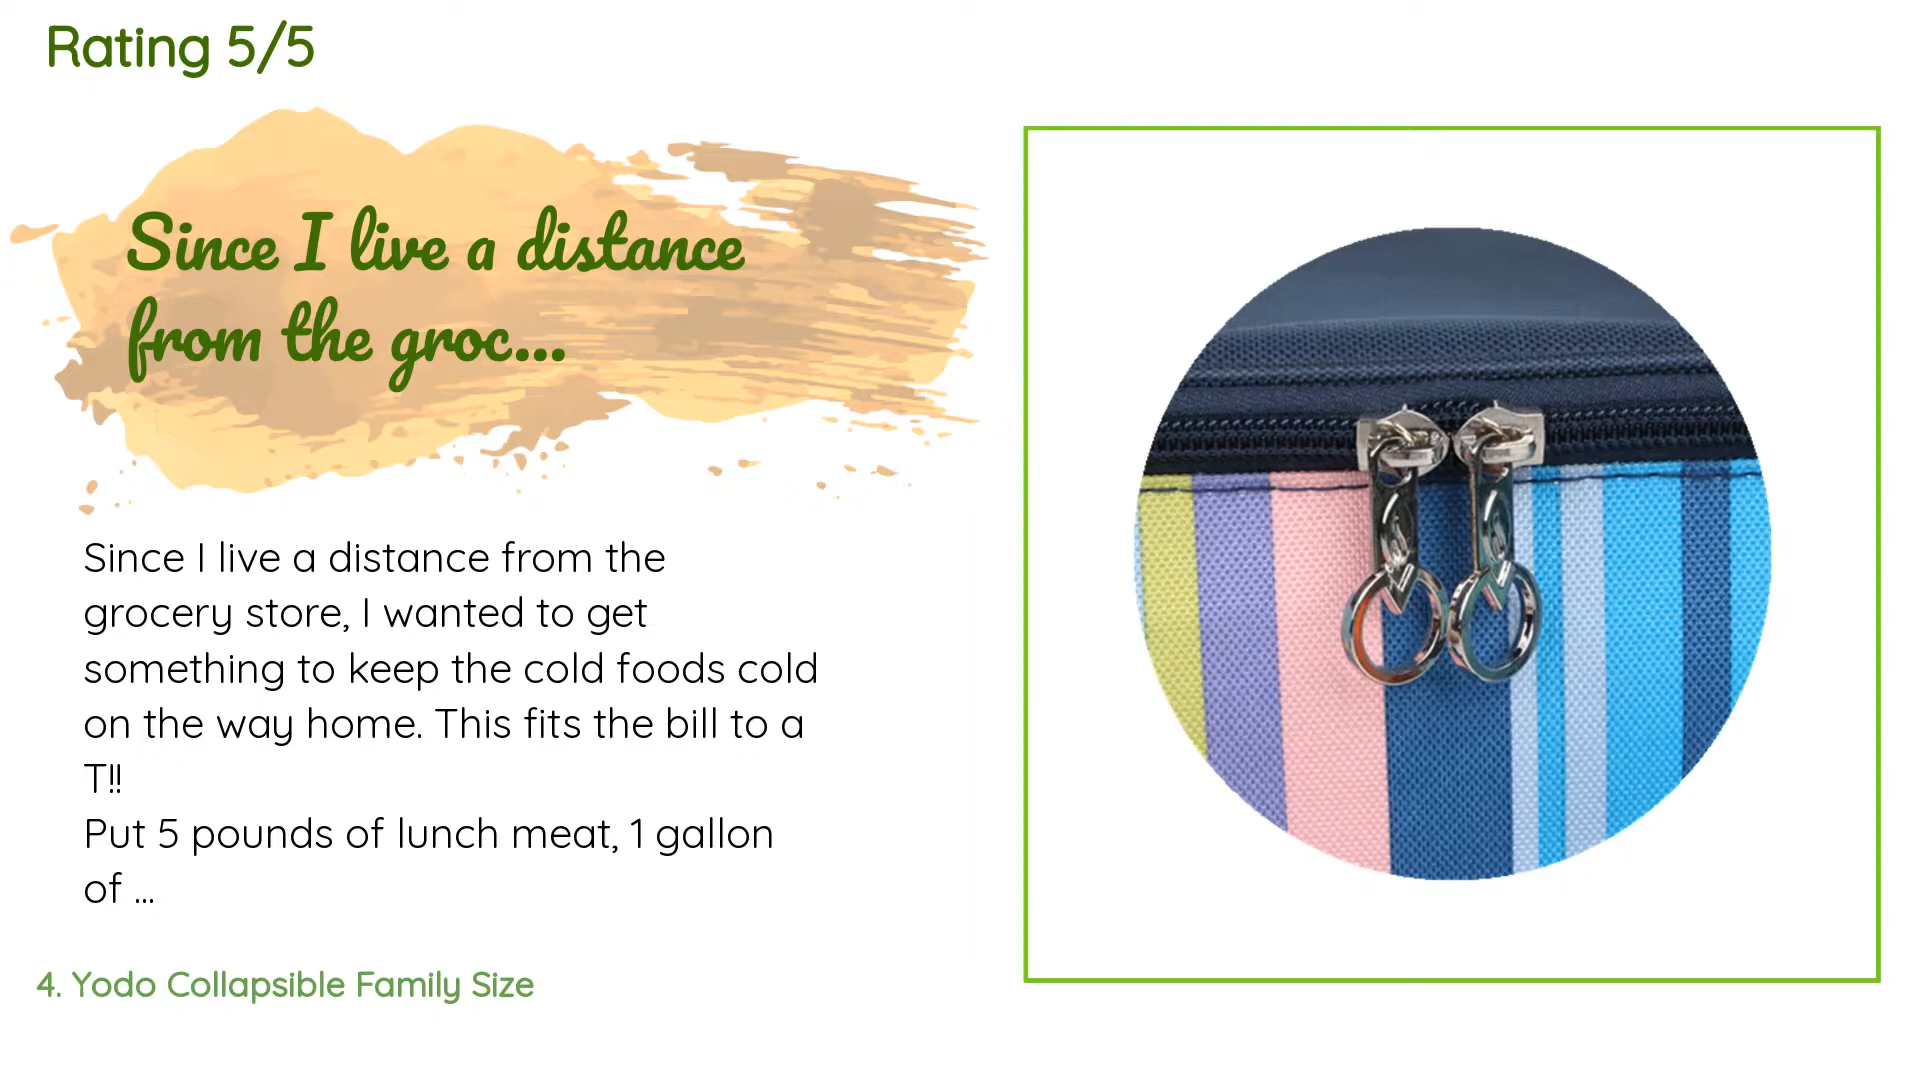 Rating 5/5
Since I live a distance
from the groc...
Since I live a distance from the
grocery store, I wanted to get
something to keep the cold foods cold
on the way home. This fits the bill to a
T!!
Put 5 pounds of lunch meat, 1 gallon
of ...
4. Yodo Collapsible Family Size